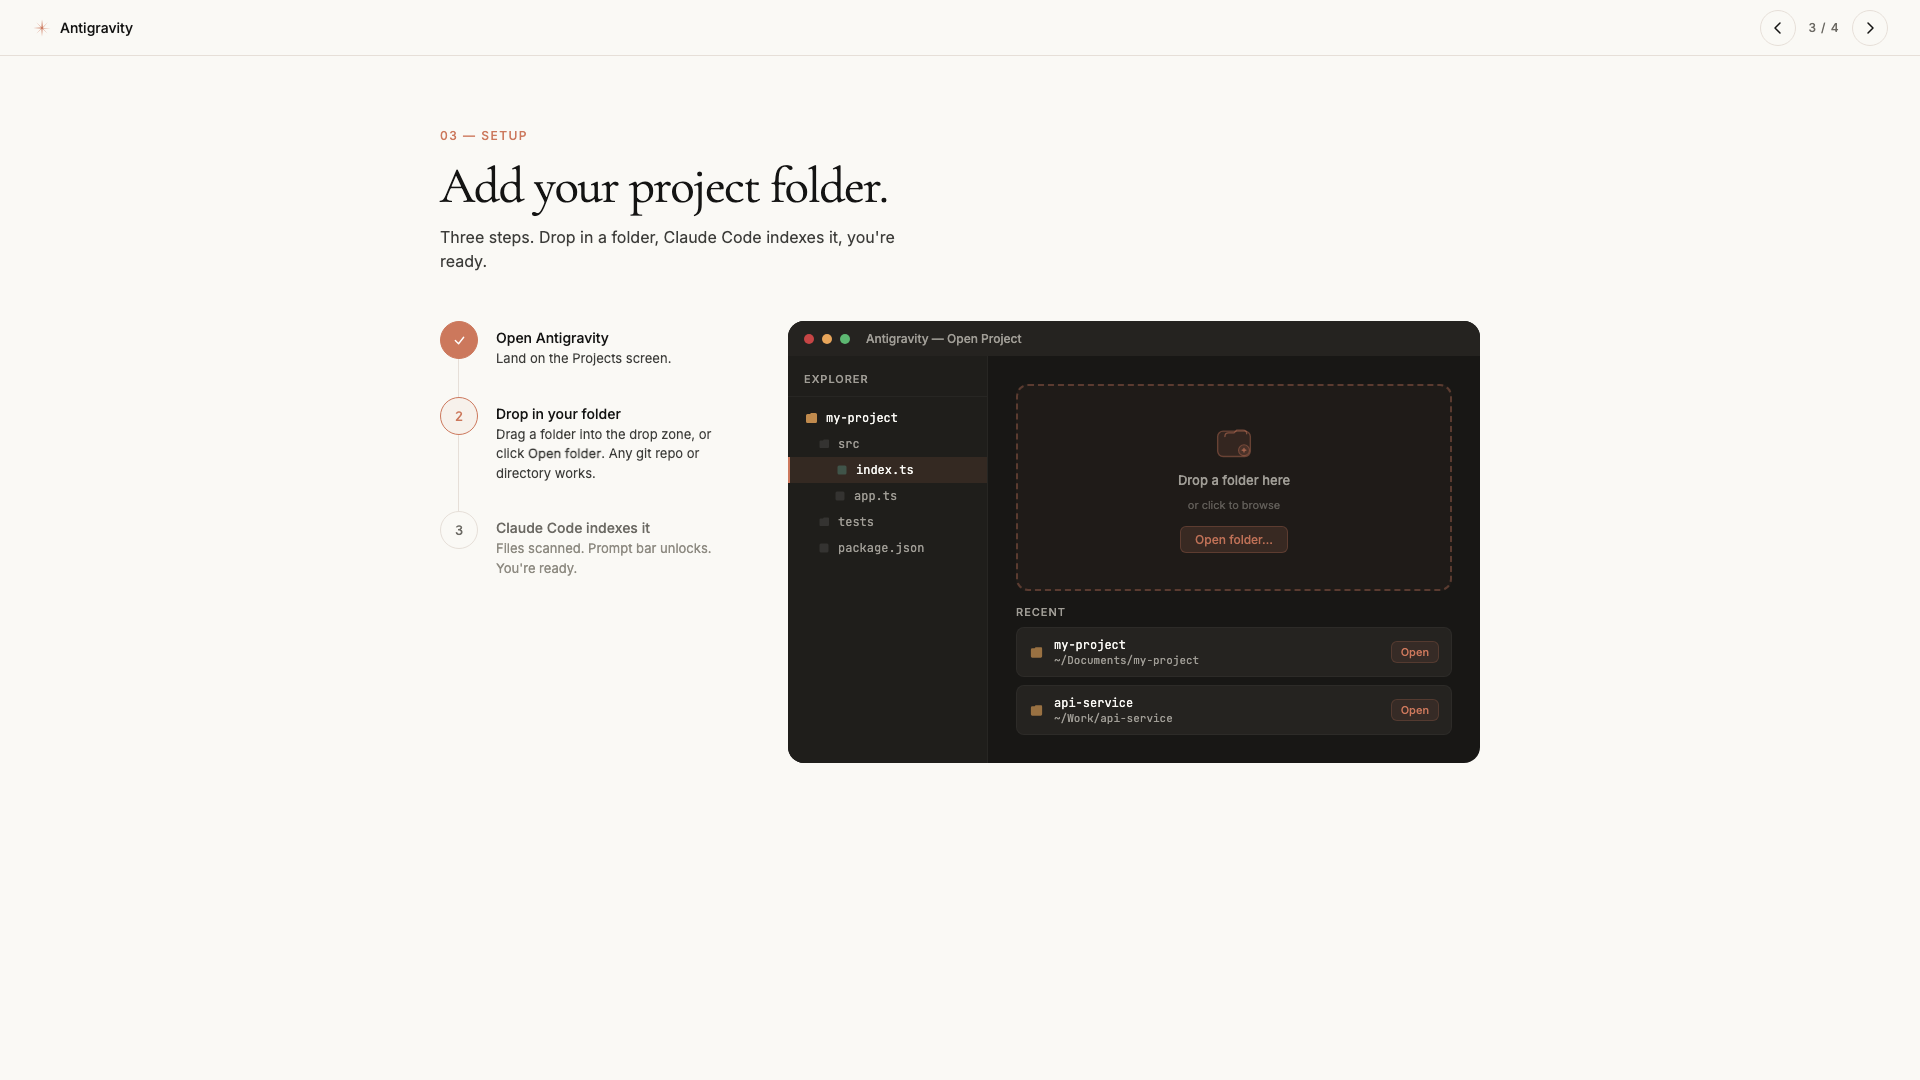 Antigravity
3 / 4
03 — SETUP
Add your project folder.
Three steps. Drop in a folder, Claude Code indexes it, you're
ready.
Open Antigravity
Land on the Projects screen.
2
Drop in your folder
Drag a folder into the drop zone, or
click Open folder. Any git repo or
directory works.
3
Claude Code indexes it
Files scanned. Prompt bar unlocks.
You're ready.
Antigravity — Open Project
EXPLORER
my-project
src
index.ts
app.ts
tests
package.json
Drop a folder here
or click to browse
Open folder...
RECENT
my-project
~/Documents/my-project
Open
api-service
~/Work/api-service
Open